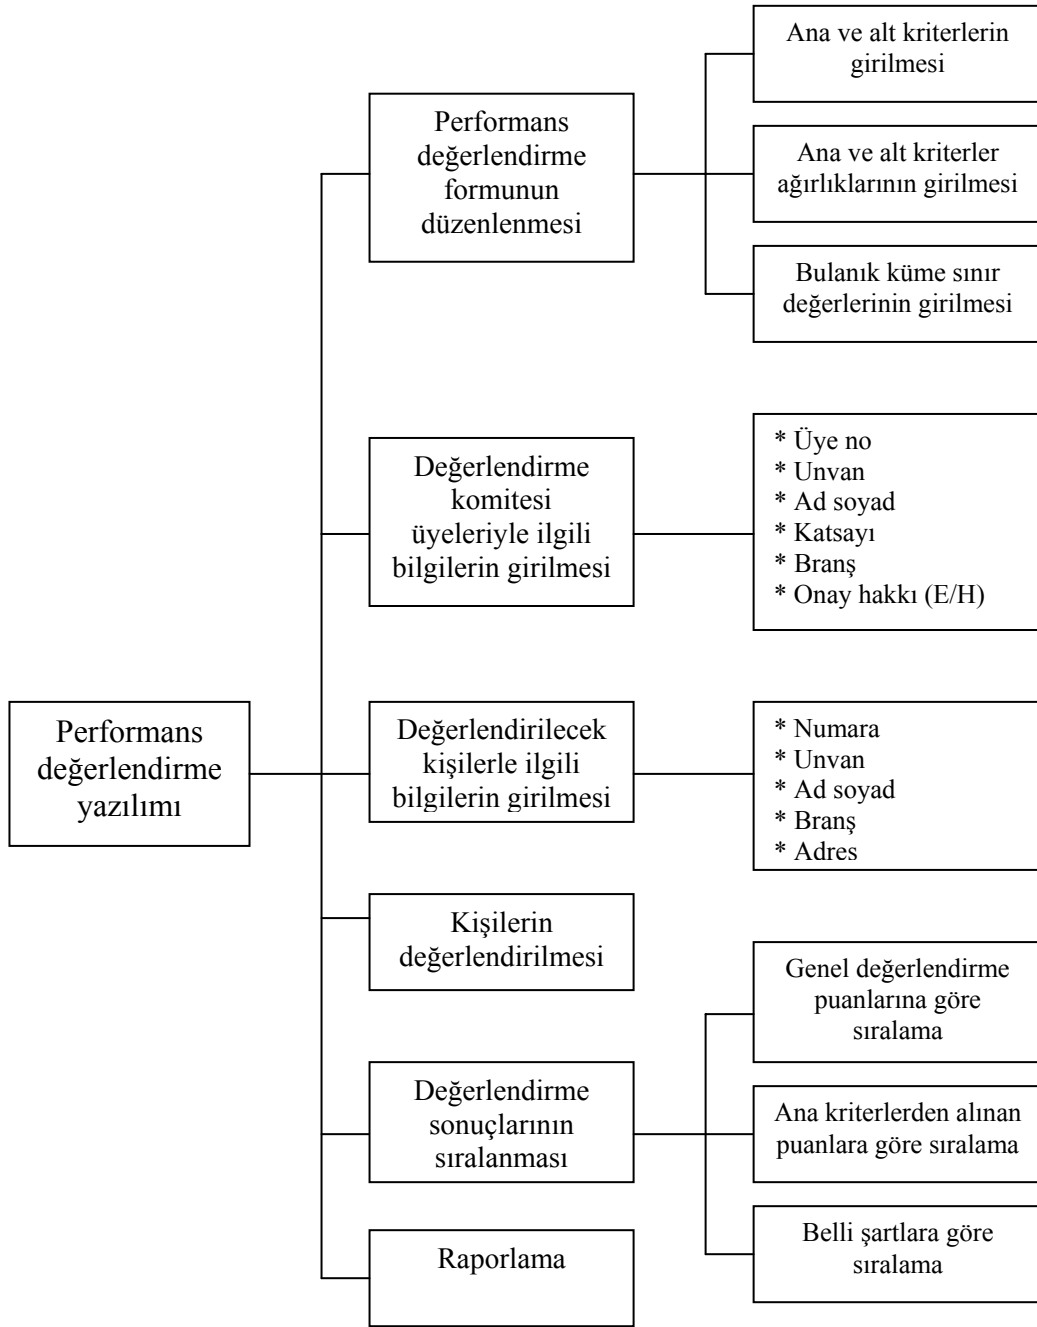 Performans
değerlendirme
yazılımı
Performans
değerlendirme
formunun
düzenlenmesi
Ana ve alt kriterlerin
girilmesi
Ana ve alt kriterler
ağırlıklarının girilmesi
Bulanık küme sınır
değerlerinin girilmesi
Değerlendirme
komitesi
üyeleriyle ilgili
bilgilerin girilmesi
* Üye no
* Unvan
* Ad soyad
* Katsayı
* Branş
* Onay hakkı (E/H)
Değerlendirilecek
kişilerle ilgili
bilgilerin girilmesi
* Numara
* Unvan
* Ad soyad
* Branş
* Adres
Kişilerin
değerlendirilmesi
Değerlendirme
sonuçlarının
sıralanması
Genel değerlendirme
puanlarına göre
sıralama
Ana kriterlerden alınan
puanlara göre sıralama
Belli şartlara göre
sıralama
Raporlama